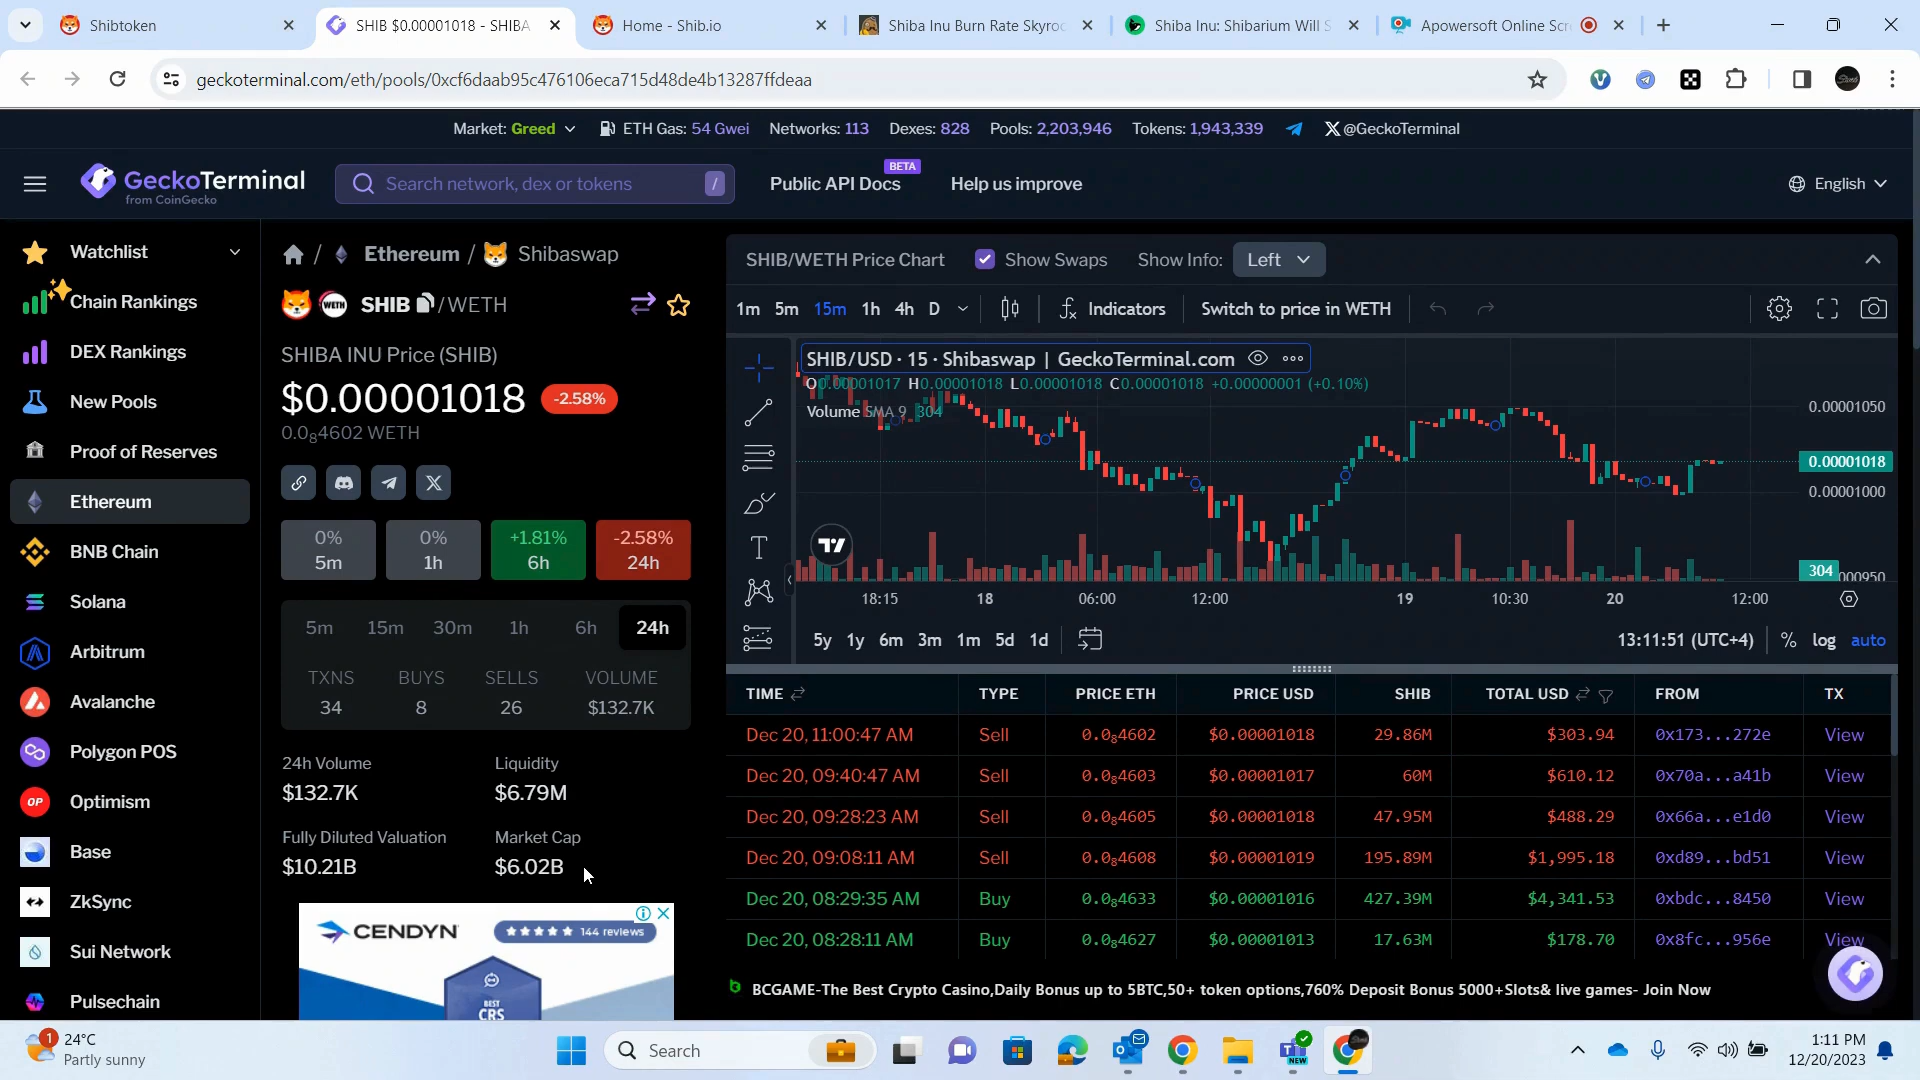 Shibtoken
SHIB $0.00001018 - SHIBA
Home - Shib.io
Shiba Inu Burn Rate Skyroc
Shiba Inu: Shibarium Will S
Apowersoft Online Scr
geckoterminal.com/eth/pools/0xcf6daab95c476106eca715d48de4b13287ffdeaa
Market: Greed
ETH Gas: 54 Gwei
Networks: 113
Dexes: 828
Pools: 2,203,946
Tokens: 1,943,339
@GeckoTerminal
GeckoTerminal
from CoinGecko
Search network, dex or tokens
/
Public API Docs
BETA
Help us improve
English
Watchlist
Chain Rankings
DEX Rankings
New Pools
Proof of Reserves
Ethereum
BNB Chain
Solana
Arbitrum
Avalanche
Polygon POS
Optimism
Base
ZkSync
Sui Network
Pulsechain
/ Ethereum / Shibaswap
WETH SHIB /WETH
SHIBA INU Price (SHIB)
$0.00001018 -2.58%
0.0₈4602 WETH
0% 5m
0% 1h
+1.81% 6h
-2.58% 24h
5m 15m 30m 1h 6h 24h
TXNS BUYS SELLS VOLUME
34 8 26 $132.7K
24h Volume Liquidity
$132.7K $6.79M
Fully Diluted Valuation Market Cap
$10.21B $6.02B
CENDYN
144 reviews
BEST
CRS
SHIB/WETH Price Chart
Show Swaps
Show Info: Left
1m 5m 15m 1h 4h D
Indicators
Switch to price in WETH
SHIB/USD · 15 · Shibaswap | GeckoTerminal.com
O0.00001017 H0.00001018 L0.00001018 C0.00001018 +0.00000001 (+0.10%)
Volume SMA 9 304
0.00001050
0.00001018
0.00001000
304
000950
18:15 18 06:00 12:00 19 10:30 20 12:00
5y 1y 6m 3m 1m 5d 1d
13:11:51 (UTC+4)
% log auto
TIME TYPE PRICE ETH PRICE USD SHIB TOTAL USD FROM TX
Dec 20, 11:00:47 AM Sell 0.0₈4602 $0.00001018 29.86M $303.94 0x173...272e View
Dec 20, 09:40:47 AM Sell 0.0₈4603 $0.00001017 60M $610.12 0x70a...a41b View
Dec 20, 09:28:23 AM Sell 0.0₈4605 $0.00001018 47.95M $488.29 0x66a...e1d0 View
Dec 20, 09:08:11 AM Sell 0.0₈4608 $0.00001019 195.89M $1,995.18 0xd89...bd51 View
Dec 20, 08:29:35 AM Buy 0.0₈4633 $0.00001016 427.39M $4,341.53 0xbdc...8450 View
Dec 20, 08:28:11 AM Buy 0.0₈4627 $0.00001013 17.63M $178.70 0x8fc...956e View
BCGAME-The Best Crypto Casino,Daily Bonus up to 5BTC,50+ token options,760% Deposit Bonus 5000+Slots& live games- Join Now
1
24°C
Partly sunny
Search
NEW
1:11 PM
12/20/2023